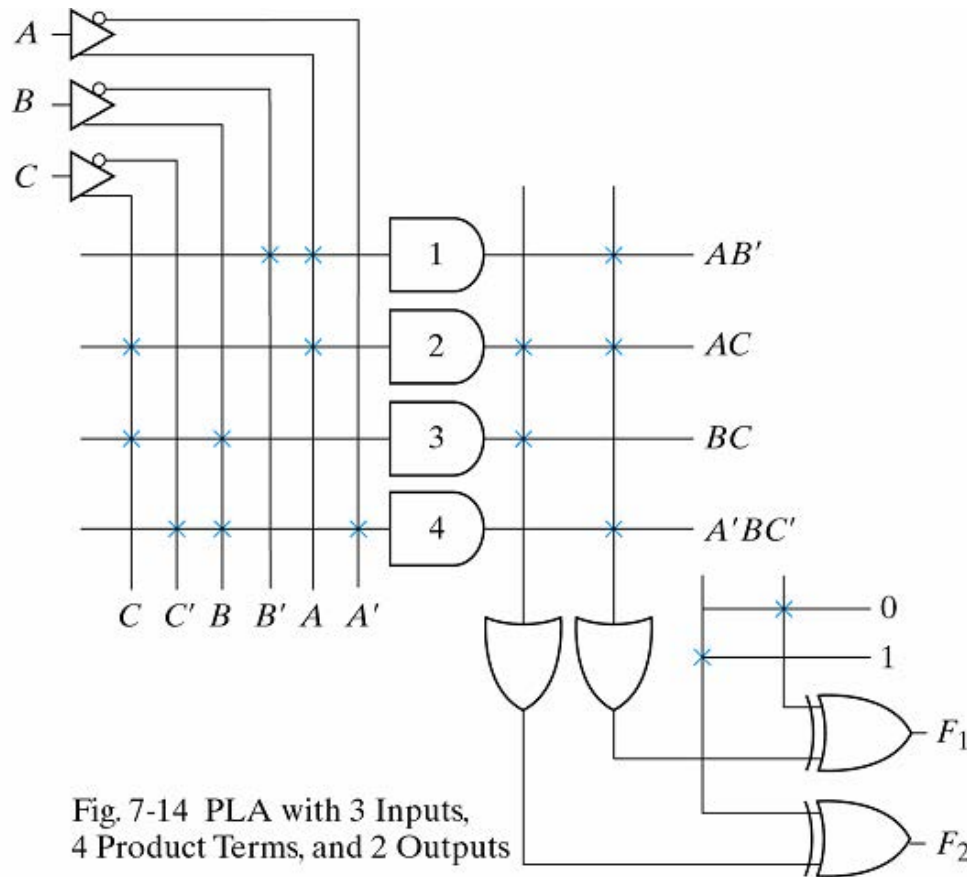 A
B
C
1
AB′
2
AC
3
BC
4
A′BC′
C C′ B B′ A A′
0
1
F₁
F₂
Fig. 7-14 PLA with 3 Inputs,
4 Product Terms, and 2 Outputs